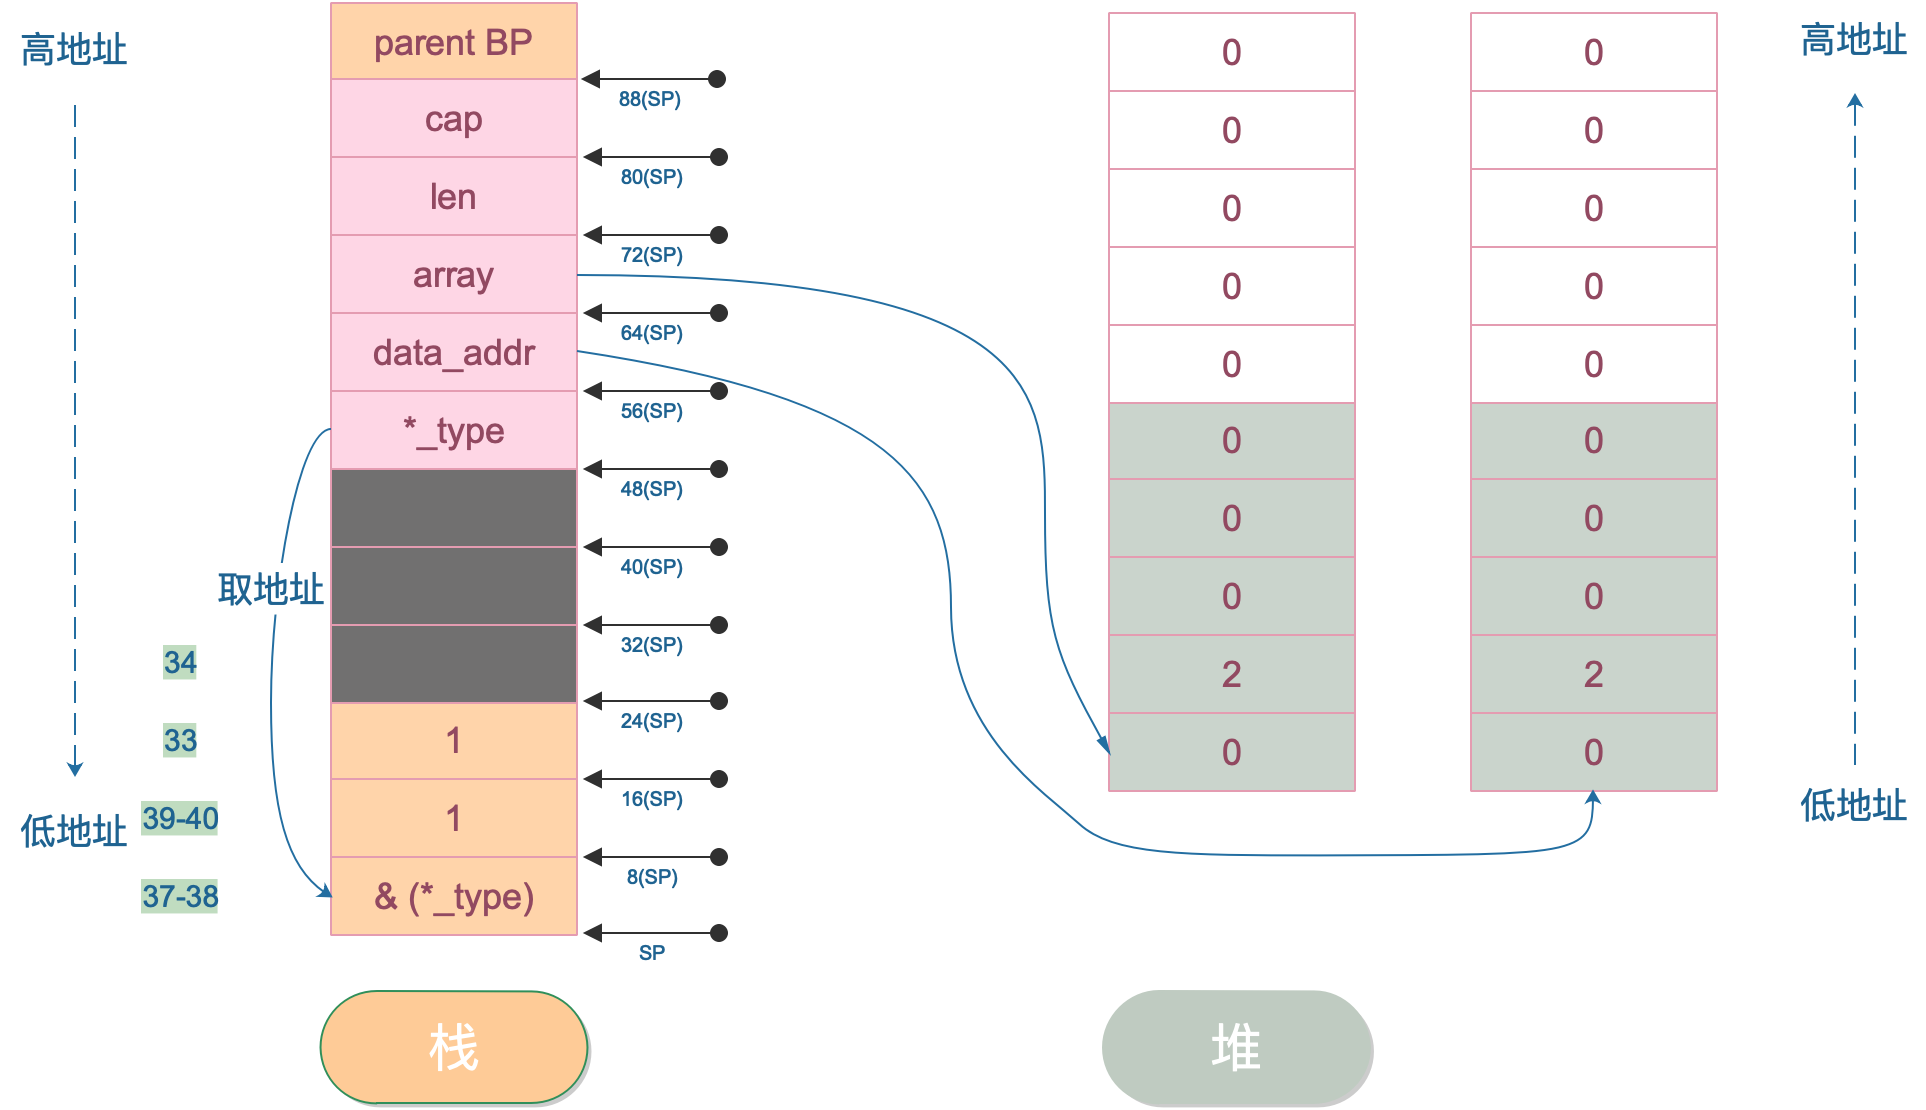 高地址
低地址
34
33
39-40
37-38
取地址
parent BP
cap
len
array
data_addr
*_type
1
1
& (*_type)
88(SP)
80(SP)
72(SP)
64(SP)
56(SP)
48(SP)
40(SP)
32(SP)
24(SP)
16(SP)
8(SP)
SP
栈
0
0
0
0
0
0
0
0
2
0
0
0
0
0
0
0
0
0
2
0
堆
高地址
低地址